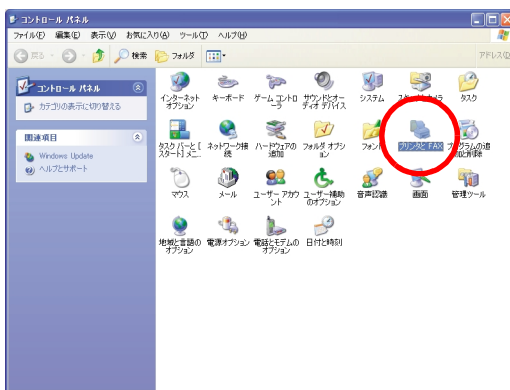 コントロール パネル
ファイル(F) 編集(E) 表示(V) お気に入り(A) ツール(T) ヘルプ(H)
戻る 検索 フォルダ アドレス(D)
コントロール パネル
カテゴリの表示に切り替える
関連項目
Windows Update
ヘルプとサポート
インターネット オプション
キーボード
ゲーム コントローラ
サウンドとオーディオ デバイス
システム
タスク
タスク バーと [スタート] メニ...
ネットワーク接続
ハードウェアの追加
フォルダ オプション
フォント
プリンタと FAX
プログラムの追加と削除
マウス
メール
ユーザー アカウント
ユーザー補助のオプション
音声認識
画面
管理ツール
地域と言語のオプション
電源オプション
電話とモデムのオプション
日付と時刻